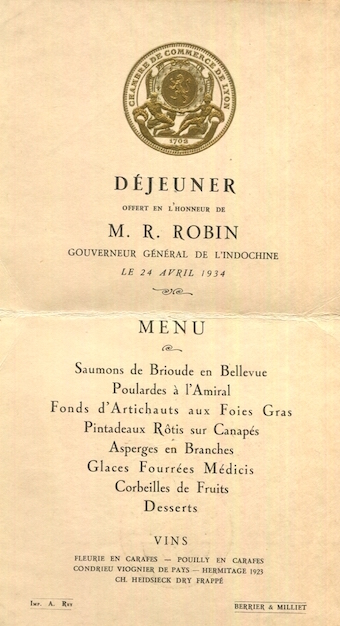 CHAMBRE DE COMMERCE DE LYON
1702
DÉJEUNER
OFFERT EN L'HONNEUR DE
M. R. ROBIN
GOUVERNEUR GÉNÉRAL DE L'INDOCHINE
LE 24 AVRIL 1934
MENU
Saumons de Brioude en Bellevue
Poulardes à l'Amiral
Fonds d'Artichauts aux Foies Gras
Pintadeaux Rôtis sur Canapés
Asperges en Branches
Glaces Fourrées Médicis
Corbeilles de Fruits
Desserts
VINS
FLEURIE EN CARAFES — POUILLY EN CARAFES
CONDRIEU VIOGNIER DE PAYS — HERMITAGE 1925
CH. HEIDSIECK DRY FRAPPÉ
Imp. A. Rey
BERRIER & MILLIET